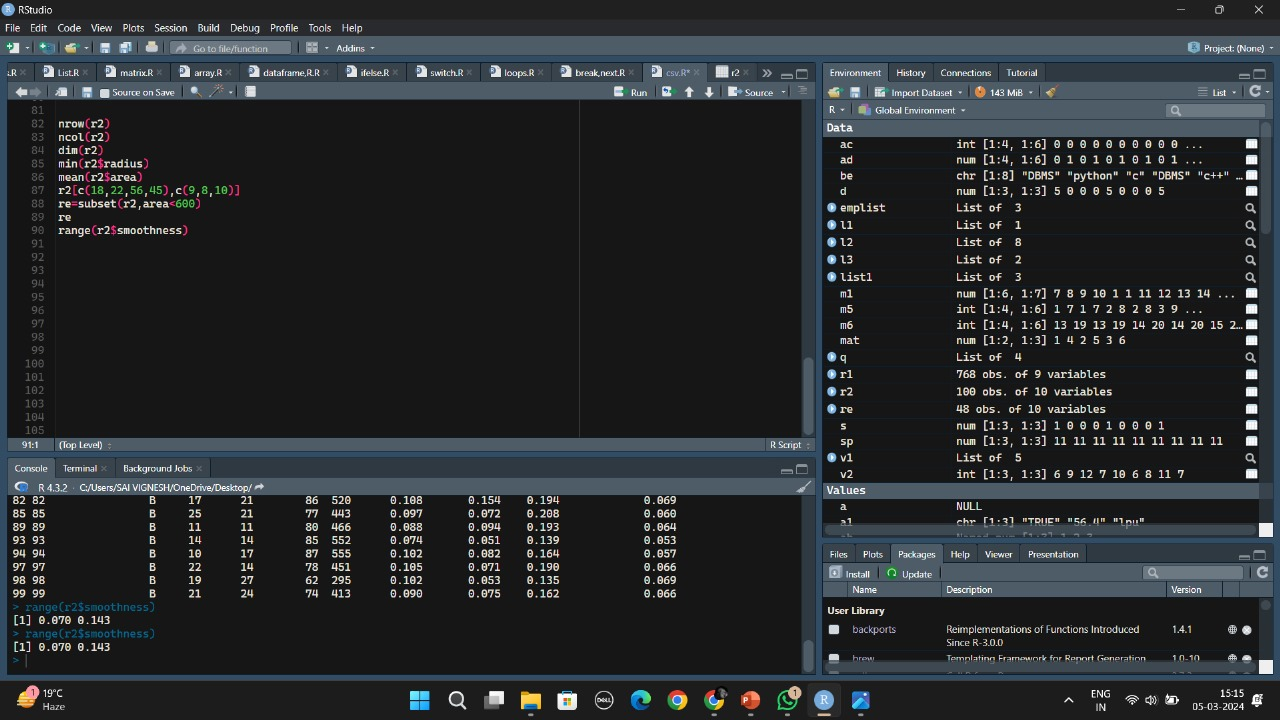 RStudio
File Edit Code View Plots Session Build Debug Profile Tools Help
Go to file/function Addins Project: (None)
s.R List.R matrix.R array.R dataframe,R.R ifelse.R switch.R loops.R break,next.R csv.R* r2
Source on Save Run Source
81
82 nrow(r2)
83 ncol(r2)
84 dim(r2)
85 min(r2$radius)
86 mean(r2$area)
87 r2[c(18,22,56,45),c(9,8,10)]
88 re=subset(r2,area<600)
89 re
90 range(r2$smoothness)
91
92
93
94
95
96
97
98
99
100
101
102
103
104
105
91:1 (Top Level) R Script
Console Terminal Background Jobs
R 4.3.2 · C:/Users/SAI VIGNESH/OneDrive/Desktop/
82 82 B 17 21 86 520 0.108 0.154 0.194 0.069
85 85 B 25 21 77 443 0.097 0.072 0.208 0.060
89 89 B 11 11 80 466 0.088 0.094 0.193 0.064
93 93 B 14 14 85 552 0.074 0.051 0.139 0.053
94 94 B 10 17 87 555 0.102 0.082 0.164 0.057
97 97 B 22 14 78 451 0.105 0.071 0.190 0.066
98 98 B 19 27 62 295 0.102 0.053 0.135 0.069
99 99 B 21 24 74 413 0.090 0.075 0.162 0.066
> range(r2$smoothness)
[1] 0.070 0.143
> range(r2$smoothness)
[1] 0.070 0.143
>
Environment History Connections Tutorial
Import Dataset 143 MiB List
R Global Environment
Data
ac int [1:4, 1:6] 0 0 0 0 0 0 0 0 0 0 ...
ad num [1:4, 1:6] 0 1 0 1 0 1 0 1 0 1 ...
be chr [1:8] "DBMS" "python" "c" "DBMS" "c++" …
d num [1:3, 1:3] 5 0 0 0 5 0 0 0 5
emplist List of 3
l1 List of 1
l2 List of 8
l3 List of 2
list1 List of 3
m1 num [1:6, 1:7] 7 8 9 10 1 1 11 12 13 14 ...
m5 int [1:4, 1:6] 1 7 1 7 2 8 2 8 3 9 ...
m6 int [1:4, 1:6] 13 19 13 19 14 20 14 20 15 2…
mat num [1:2, 1:3] 1 4 2 5 3 6
q List of 4
r1 768 obs. of 9 variables
r2 100 obs. of 10 variables
re 48 obs. of 10 variables
s num [1:3, 1:3] 1 0 0 0 1 0 0 0 1
sp num [1:3, 1:3] 11 11 11 11 11 11 11 11 11
v1 List of 5
v2 int [1:3, 1:3] 6 9 12 7 10 6 8 11 7
Values
a NULL
a1 chr [1:3] "TRUE" "56.4" "lpu"
Files Plots Packages Help Viewer Presentation
Install Update
Name Description Version
User Library
backports Reimplementations of Functions Introduced Since R-3.0.0 1.4.1
brew Templating Framework for Report Generation 1.0-10
1 19°C
Haze
DELL
1
ENG
IN
15:15
05-03-2024